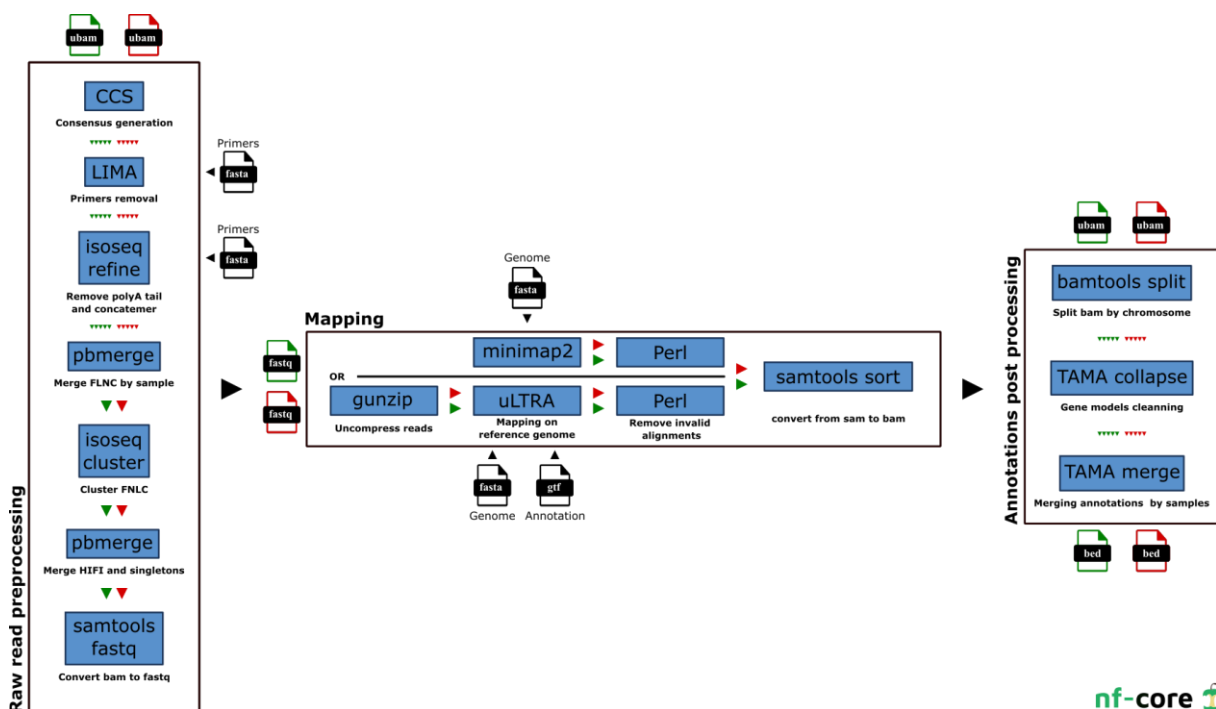 ubam
ubam
Raw read preprocessing
CCS
Consensus generation
LIMA
Primers removal
Primers
fasta
isoseq
refine
Remove polyA tail
and concatemer
Primers
fasta
pbmerge
Merge FLNC by sample
isoseq
cluster
Cluster FNLC
pbmerge
Merge HIFI and singletons
samtools
fastq
Convert bam to fastq
Mapping
Genome
fasta
fastq
fastq
minimap2
Perl
OR
gunzip
Uncompress reads
uLTRA
Mapping on
reference genome
Perl
Remove invalid
alignments
samtools sort
convert from sam to bam
fasta
Genome
gtf
Annotation
ubam
ubam
Annotations post processing
bamtools split
Split bam by chromosome
TAMA collapse
Gene models cleanning
TAMA merge
Merging annotations by samples
bed
bed
nf-core